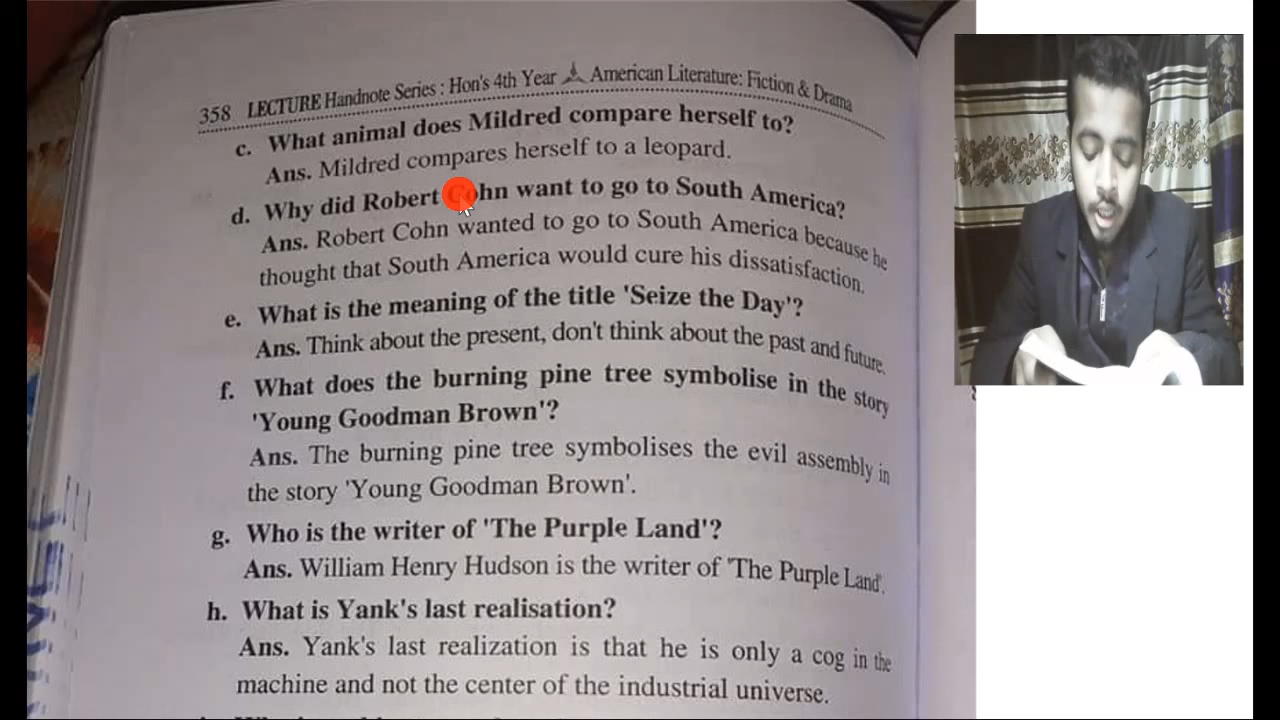 358 LECTURE Handnote Series : Hon's 4th Year American Literature: Fiction & Drama
c. What animal does Mildred compare herself to?
Ans. Mildred compares herself to a leopard.
d. Why did Robert Cohn want to go to South America?
Ans. Robert Cohn wanted to go to South America because he
thought that South America would cure his dissatisfaction.
e. What is the meaning of the title 'Seize the Day'?
Ans. Think about the present, don't think about the past and future.
f. What does the burning pine tree symbolise in the story
'Young Goodman Brown'?
Ans. The burning pine tree symbolises the evil assembly in
the story 'Young Goodman Brown'.
g. Who is the writer of 'The Purple Land'?
Ans. William Henry Hudson is the writer of 'The Purple Land'.
h. What is Yank's last realisation?
Ans. Yank's last realization is that he is only a cog in the
machine and not the center of the industrial universe.